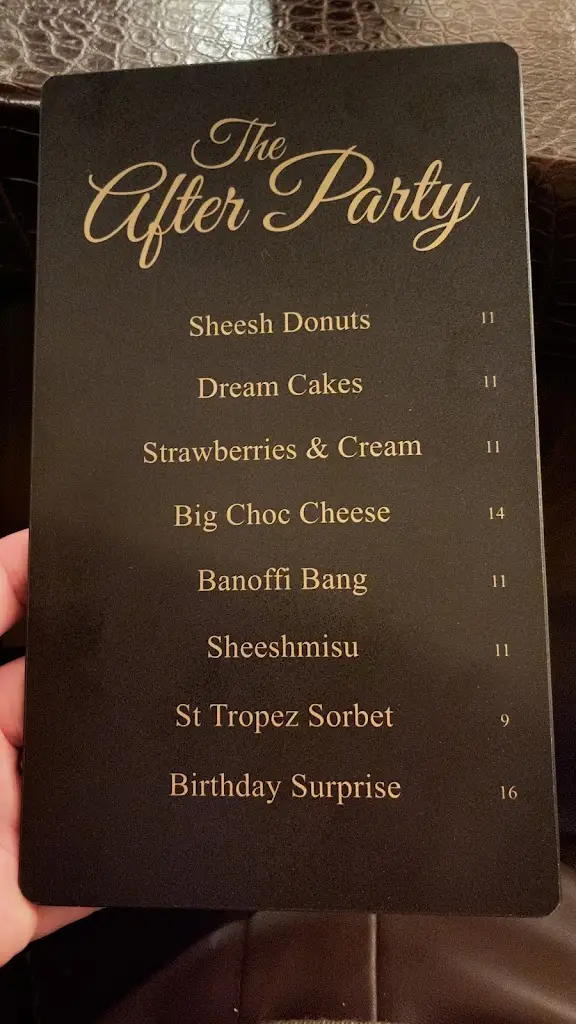 The
After Party
Sheesh Donuts 11
Dream Cakes 11
Strawberries & Cream 11
Big Choc Cheese 14
Banoffi Bang 11
Sheeshmisu 11
St Tropez Sorbet 9
Birthday Surprise 16